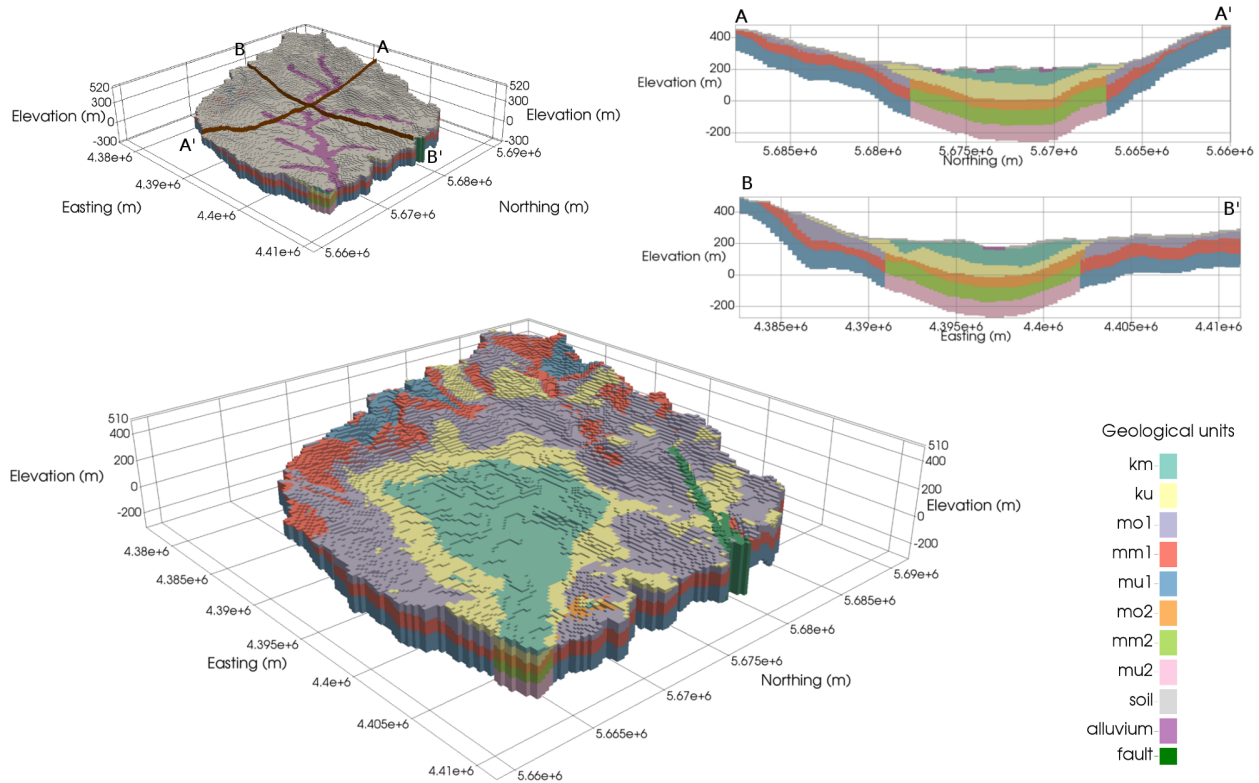 B
A
520
300
Elevation (m)
0
-300
A'
B'
520
300
Elevation (m)
0
-300
4.38e+6
4.39e+6
4.4e+6
4.41e+6
Easting (m)
5.69e+6
5.68e+6
5.67e+6
5.66e+6
Northing (m)
A
A'
400
200
0
-200
Elevation (m)
5.685e+6 5.68e+6 5.675e+6 5.67e+6 5.665e+6 5.66e+6
Northing (m)
B
B'
400
200
0
-200
Elevation (m)
4.385e+6 4.39e+6 4.395e+6 4.4e+6 4.405e+6 4.41e+6
Easting (m)
510
400
200
0
-200
Elevation (m)
510
400
200
0
-200
Elevation (m)
4.38e+6
4.385e+6
4.39e+6
4.395e+6
4.4e+6
4.405e+6
4.41e+6
Easting (m)
5.69e+6
5.685e+6
5.68e+6
5.675e+6
5.67e+6
5.665e+6
5.66e+6
Northing (m)
Geological units
km
ku
mo1
mm1
mu1
mo2
mm2
mu2
soil
alluvium
fault